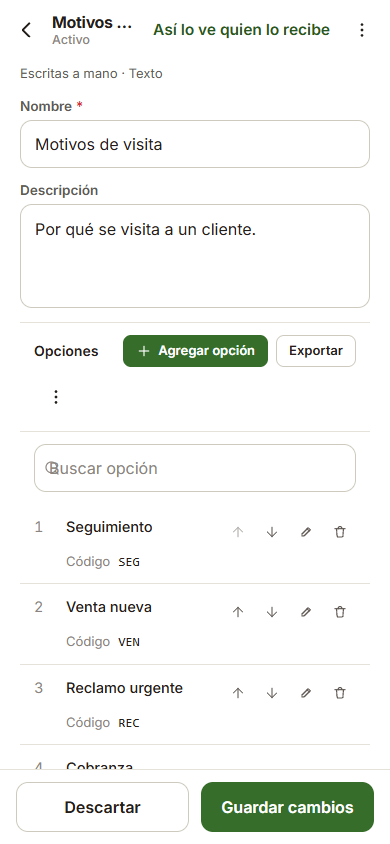 Motivos ...
Activo
Así lo ve quien lo recibe
Escritas a mano · Texto
Nombre *
Motivos de visita
Descripción
Por qué se visita a un cliente.
Opciones
Agregar opción
Exportar
Buscar opción
1 Seguimiento
Código SEG
2 Venta nueva
Código VEN
3 Reclamo urgente
Código REC
4 Cobranza
Descartar
Guardar cambios